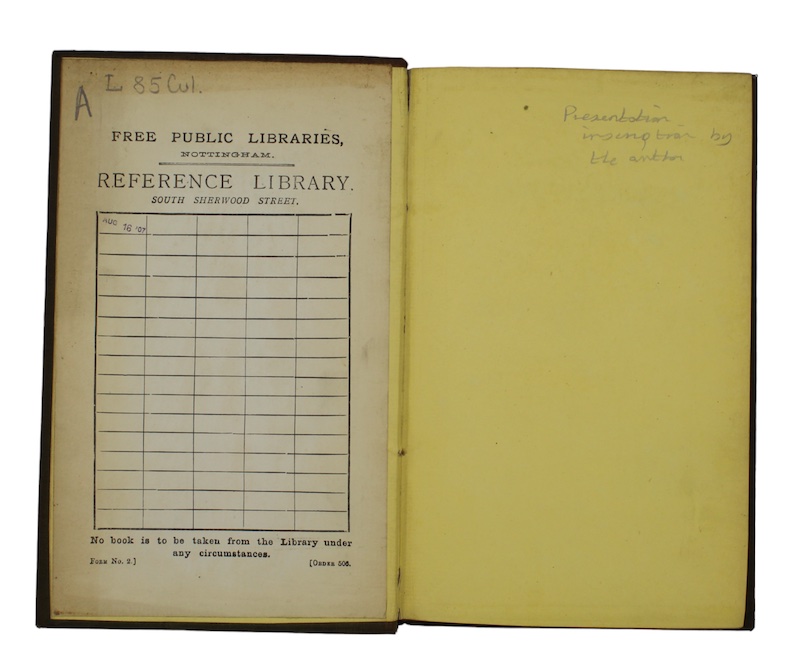 L 85 Cul.
A
FREE PUBLIC LIBRARIES,
NOTTINGHAM.
REFERENCE LIBRARY.
SOUTH SHERWOOD STREET.
AUG 16 '07
No book is to be taken from the Library under
any circumstances.
FORM No. 2.]
[ORDER 506.
Presentation
inscription by
the author